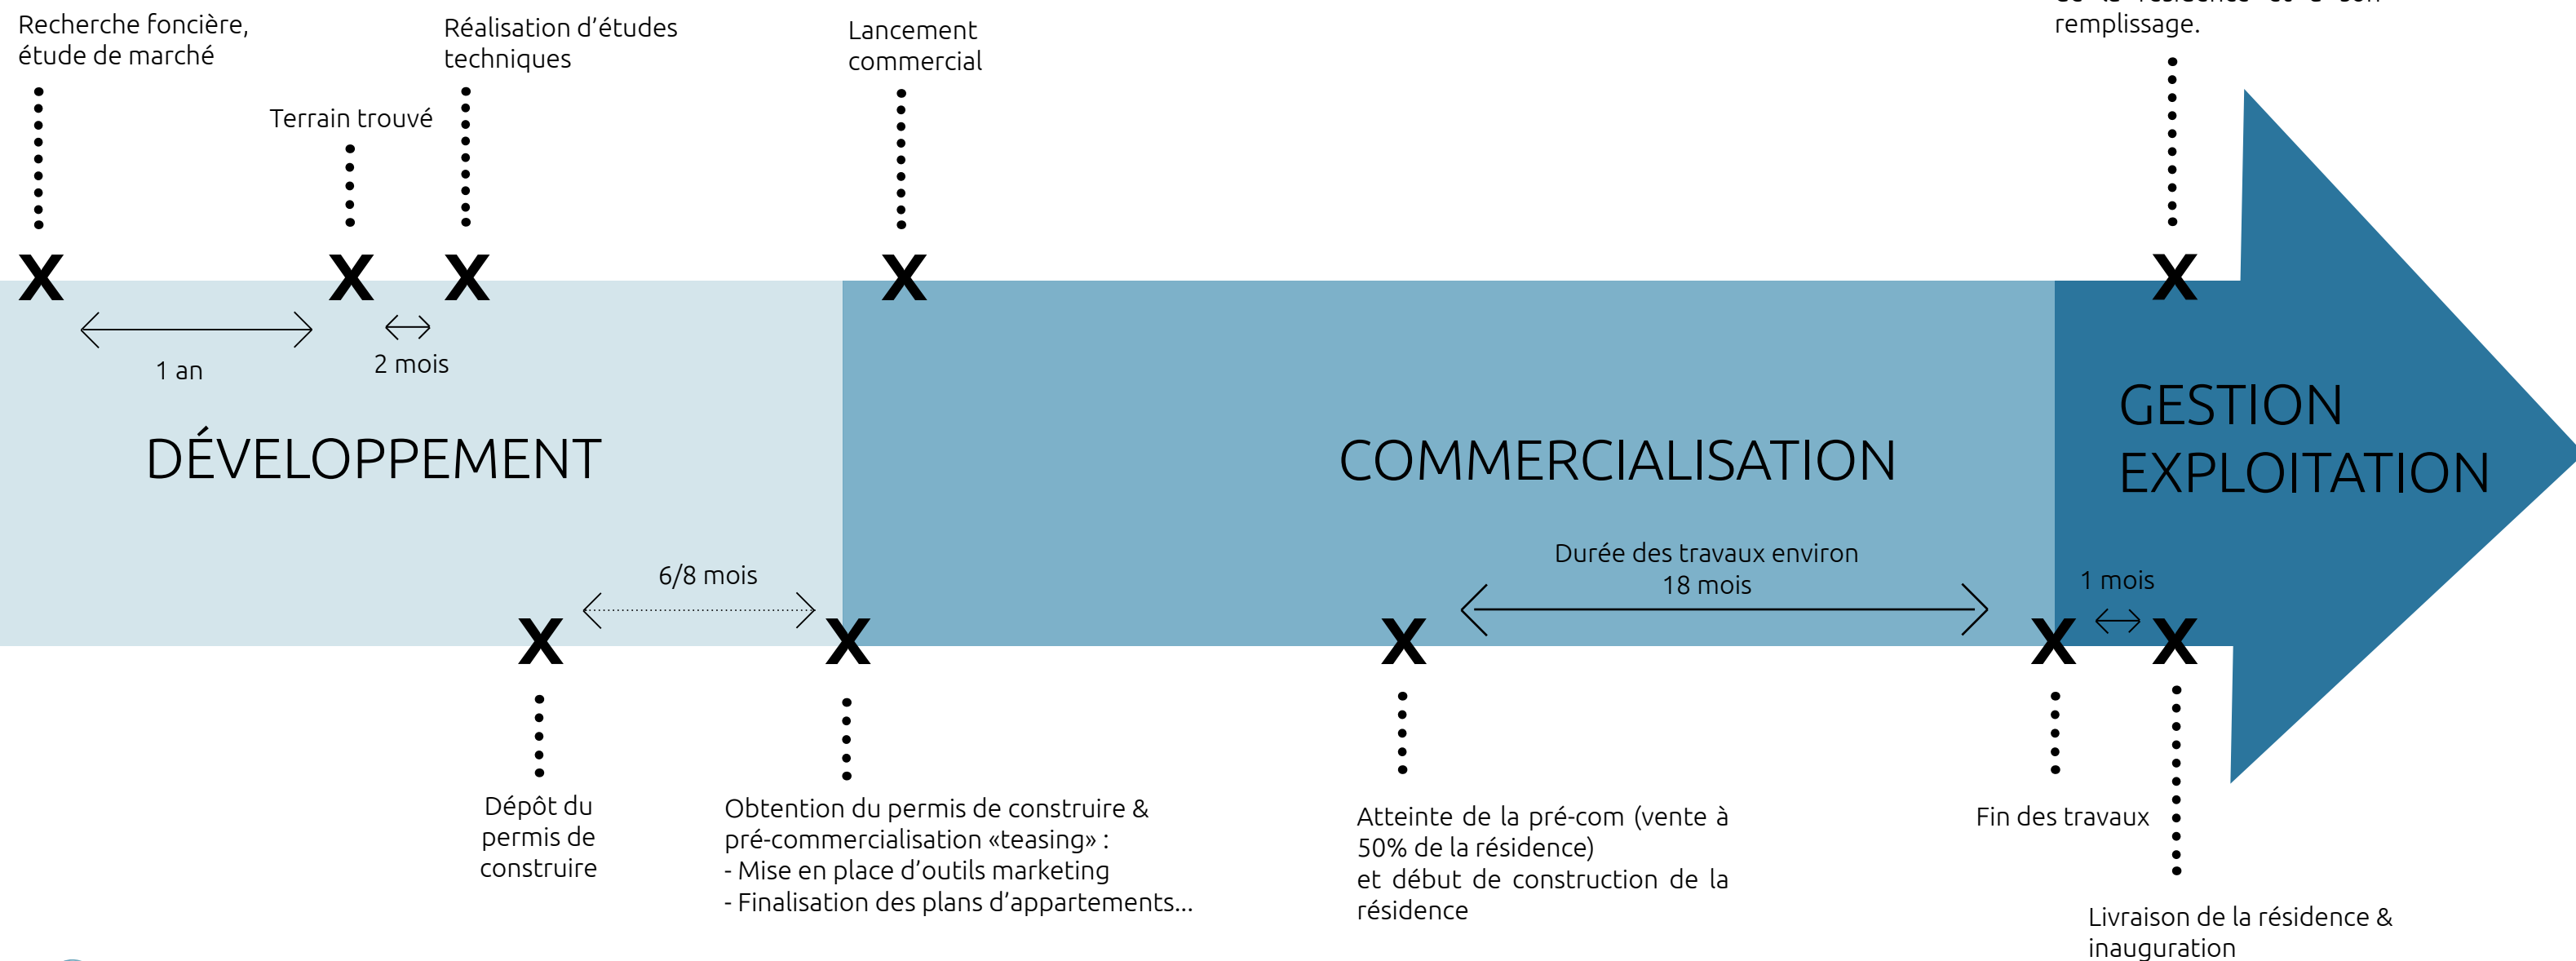 Recherche foncière,
étude de marché
Terrain trouvé
Réalisation d’études
techniques
Lancement
commercial
remplissage.
X
X
X
X
X
1 an
2 mois
DÉVELOPPEMENT
COMMERCIALISATION
GESTION
EXPLOITATION
6/8 mois
Durée des travaux environ
18 mois
1 mois
X
X
X
X
X
Dépôt du
permis de
construire
Obtention du permis de construire &
pré-commercialisation «teasing» :
- Mise en place d’outils marketing
- Finalisation des plans d’appartements...
Atteinte de la pré-com (vente à
50% de la résidence)
et début de construction de la
résidence
Fin des travaux
Livraison de la résidence &
inauguration